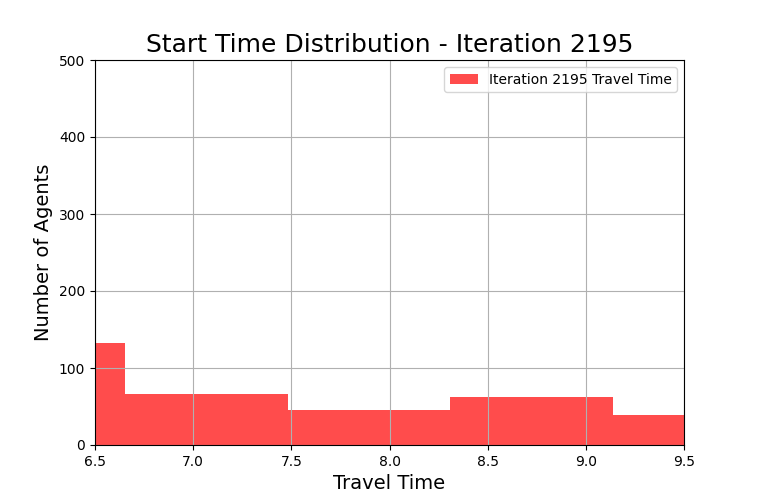 Start Time Distribution - Iteration 2195
Iteration 2195 Travel Time
Number of Agents
500
400
300
200
100
0
6.5 7.0 7.5 8.0 8.5 9.0 9.5
Travel Time